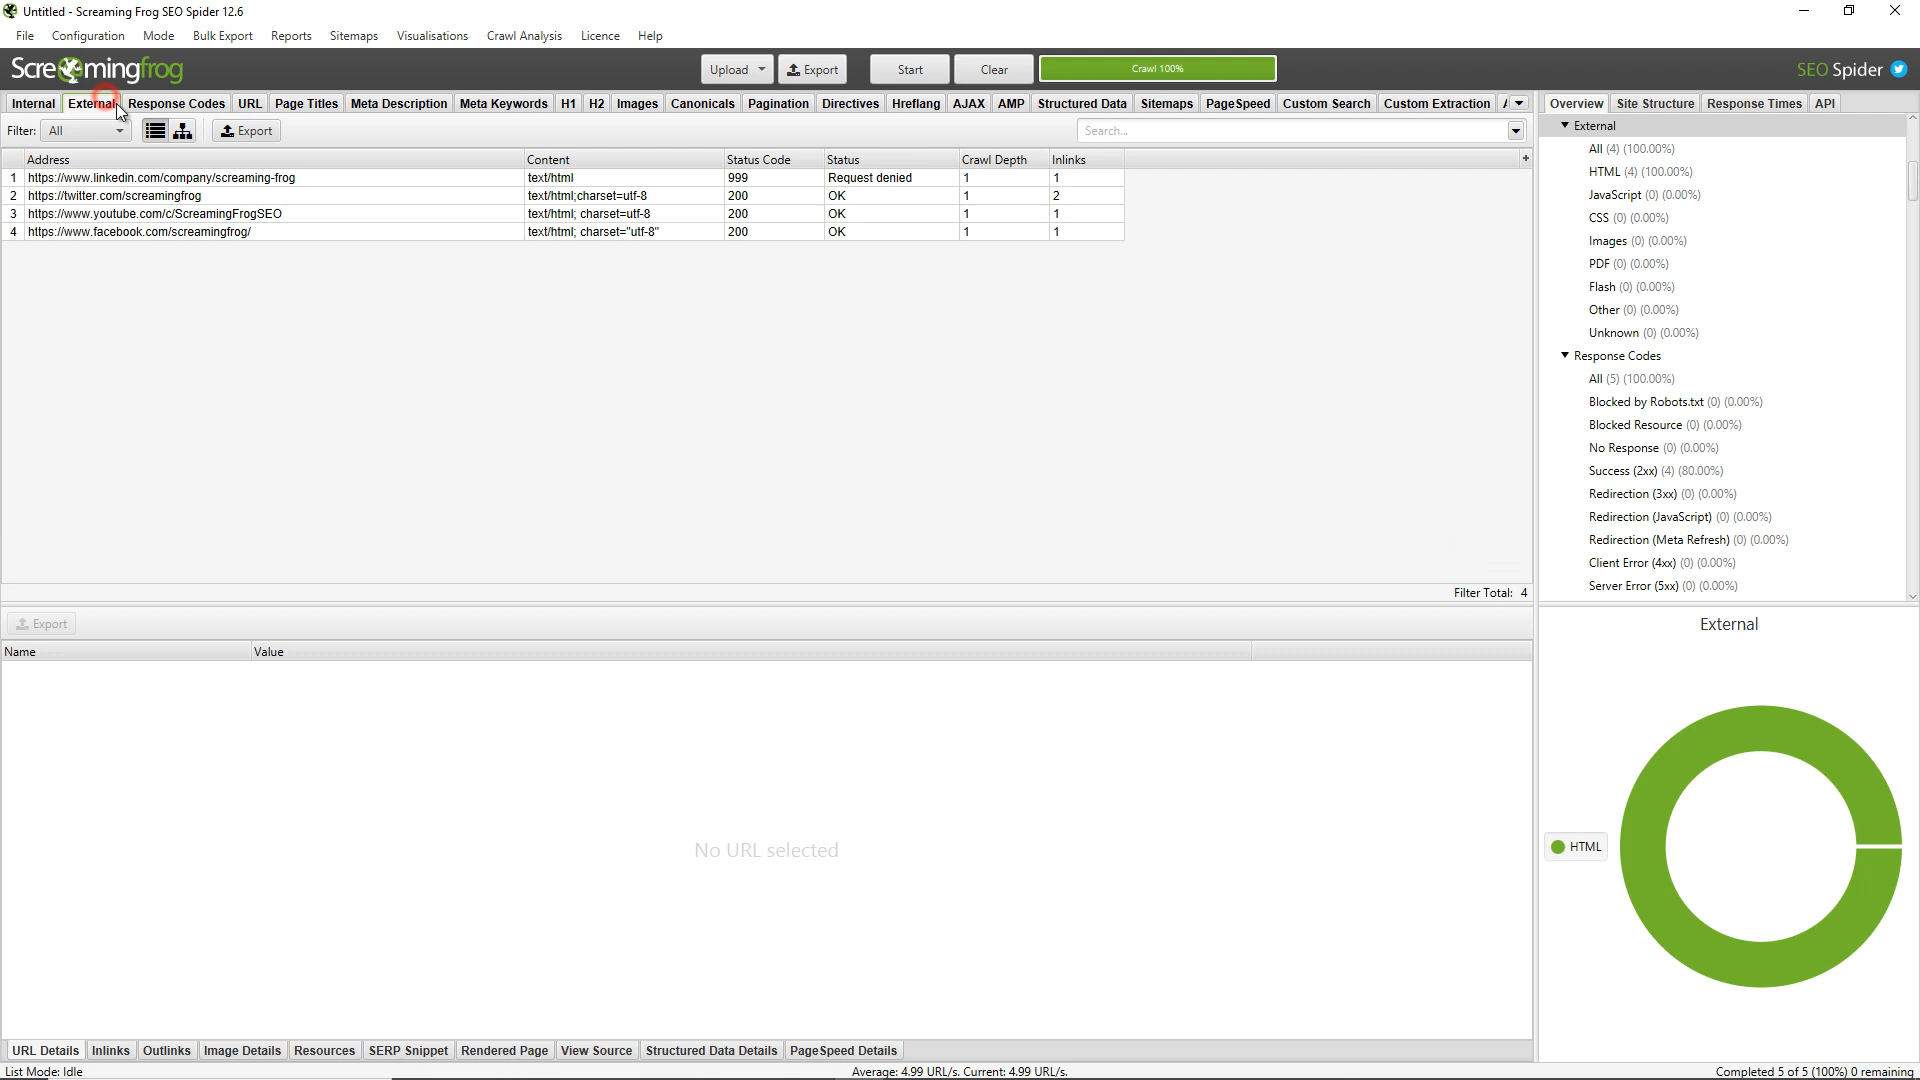 Untitled - Screaming Frog SEO Spider 12.6
File Configuration Mode Bulk Export Reports Sitemaps Visualisations Crawl Analysis Licence Help
Screamingfrog Upload Export Start Clear Crawl 100% SEO Spider
Internal External Response Codes URL Page Titles Meta Description Meta Keywords H1 H2 Images Canonicals Pagination Directives Hreflang AJAX AMP Structured Data Sitemaps PageSpeed Custom Search Custom Extraction
Filter: All Export Search...
Address Content Status Code Status Crawl Depth Inlinks +
1 https://www.linkedin.com/company/screaming-frog text/html 999 Request denied 1 1
2 https://twitter.com/screamingfrog text/html;charset=utf-8 200 OK 1 2
3 https://www.youtube.com/c/ScreamingFrogSEO text/html; charset=utf-8 200 OK 1 1
4 https://www.facebook.com/screamingfrog/ text/html; charset="utf-8" 200 OK 1 1
Filter Total: 4
Export
Name Value
No URL selected
URL Details Inlinks Outlinks Image Details Resources SERP Snippet Rendered Page View Source Structured Data Details PageSpeed Details
Overview Site Structure Response Times API
External
All (4) (100.00%)
HTML (4) (100.00%)
JavaScript (0) (0.00%)
CSS (0) (0.00%)
Images (0) (0.00%)
PDF (0) (0.00%)
Flash (0) (0.00%)
Other (0) (0.00%)
Unknown (0) (0.00%)
Response Codes
All (5) (100.00%)
Blocked by Robots.txt (0) (0.00%)
Blocked Resource (0) (0.00%)
No Response (0) (0.00%)
Success (2xx) (4) (80.00%)
Redirection (3xx) (0) (0.00%)
Redirection (JavaScript) (0) (0.00%)
Redirection (Meta Refresh) (0) (0.00%)
Client Error (4xx) (0) (0.00%)
Server Error (5xx) (0) (0.00%)
External
HTML
List Mode: Idle Average: 4.99 URL/s. Current: 4.99 URL/s. Completed 5 of 5 (100%) 0 remaining